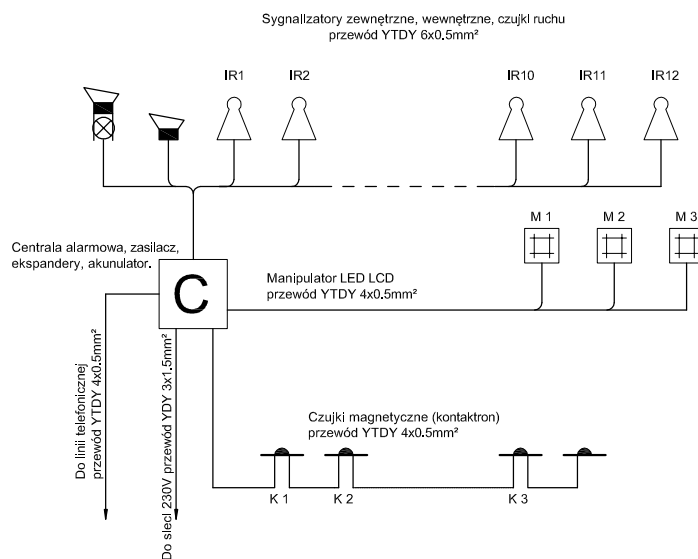 Sygnalizatory zewnętrzne, wewnętrzne, czujki ruchu
przewód YTDY 6x0.5mm²
IR1 IR2 IR10 IR11 IR12
M 1 M 2 M 3
Centrala alarmowa, zasilacz,
ekspandery, akunulator.
C
Manipulator LED LCD
przewód YTDY 4x0.5mm²
Do linii telefonicznej
przewód YTDY 4x0.5mm²
Do sieci 230V przewód YDY 3x1.5mm²
Czujki magnetyczne (kontaktron)
przewód YTDY 4x0.5mm²
K 1 K 2 K 3